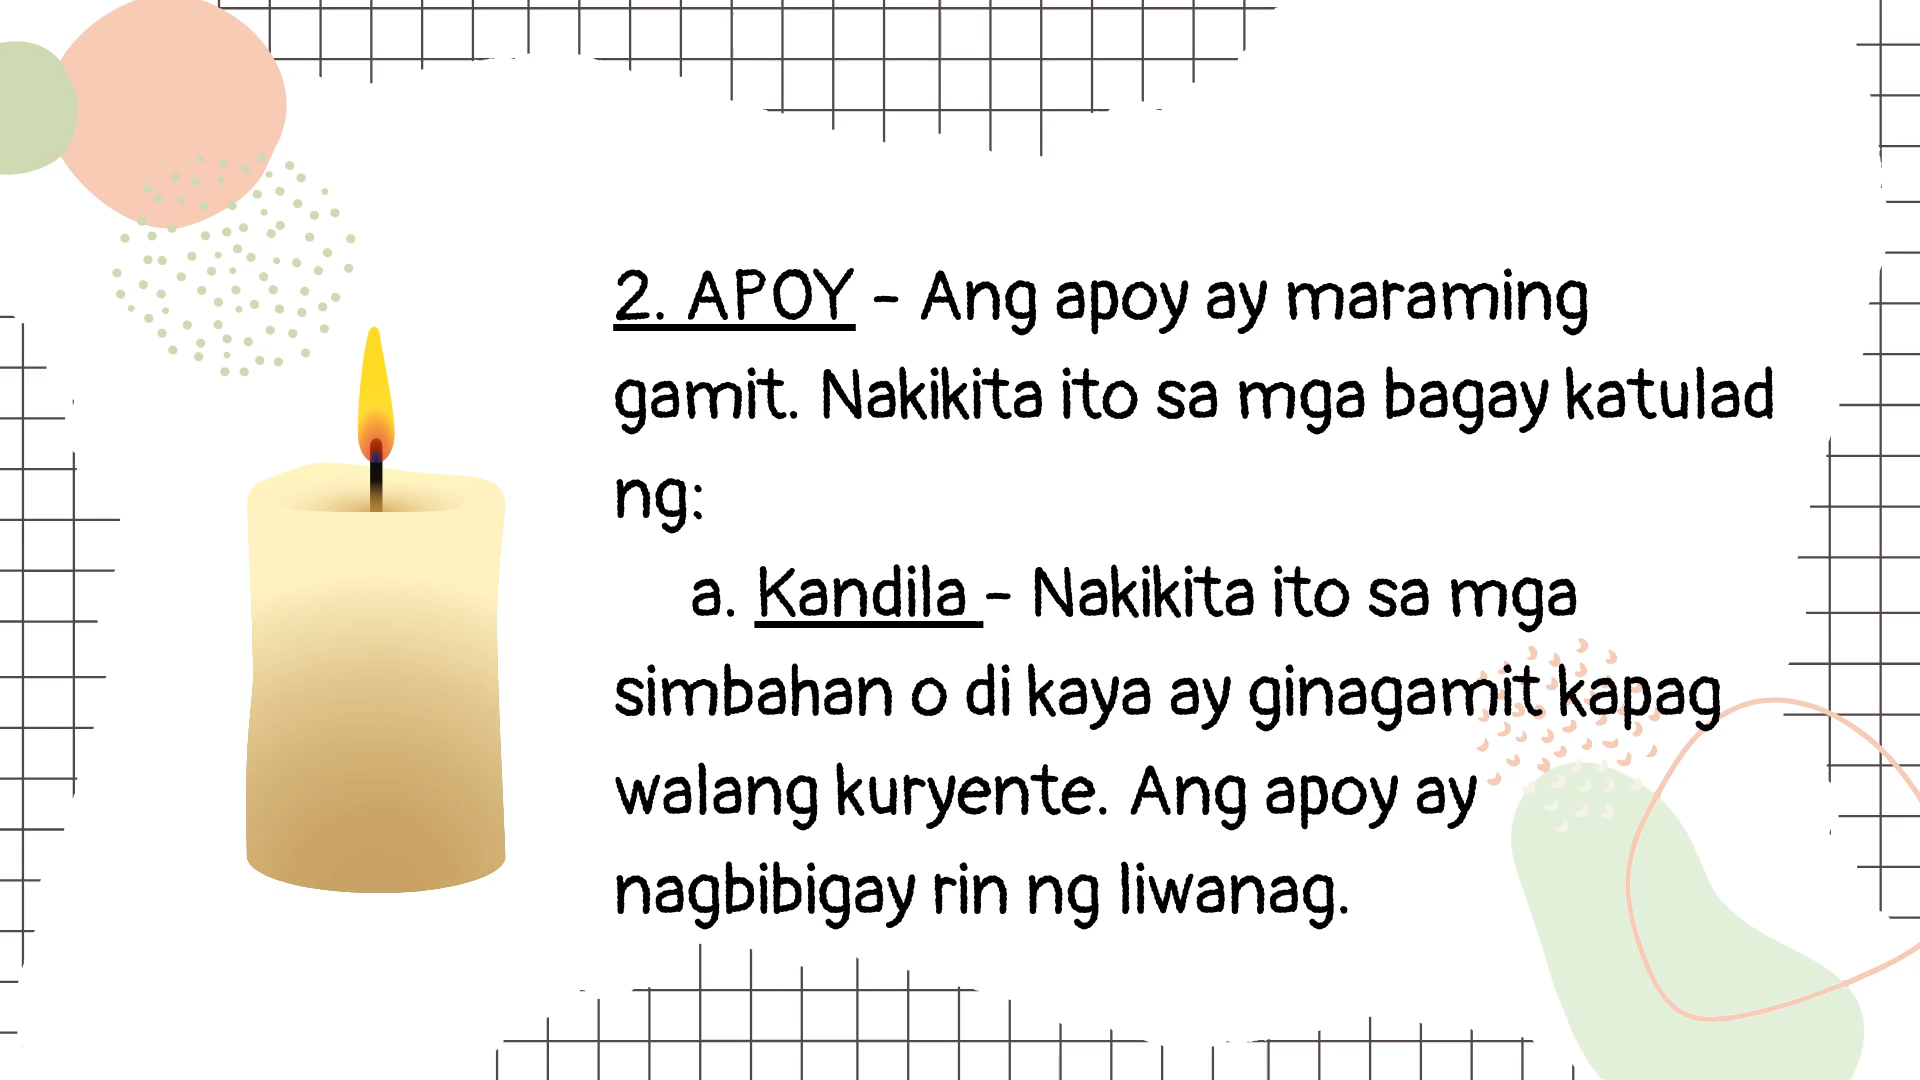 2. APOY - Ang apoy ay maraming
gamit. Nakikita ito sa mga bagay katulad
ng:
a. Kandila - Nakikita ito sa mga
simbahan o di kaya ay ginagamit kapag
walang kuryente. Ang apoy ay
nagbibigay rin ng liwanag.